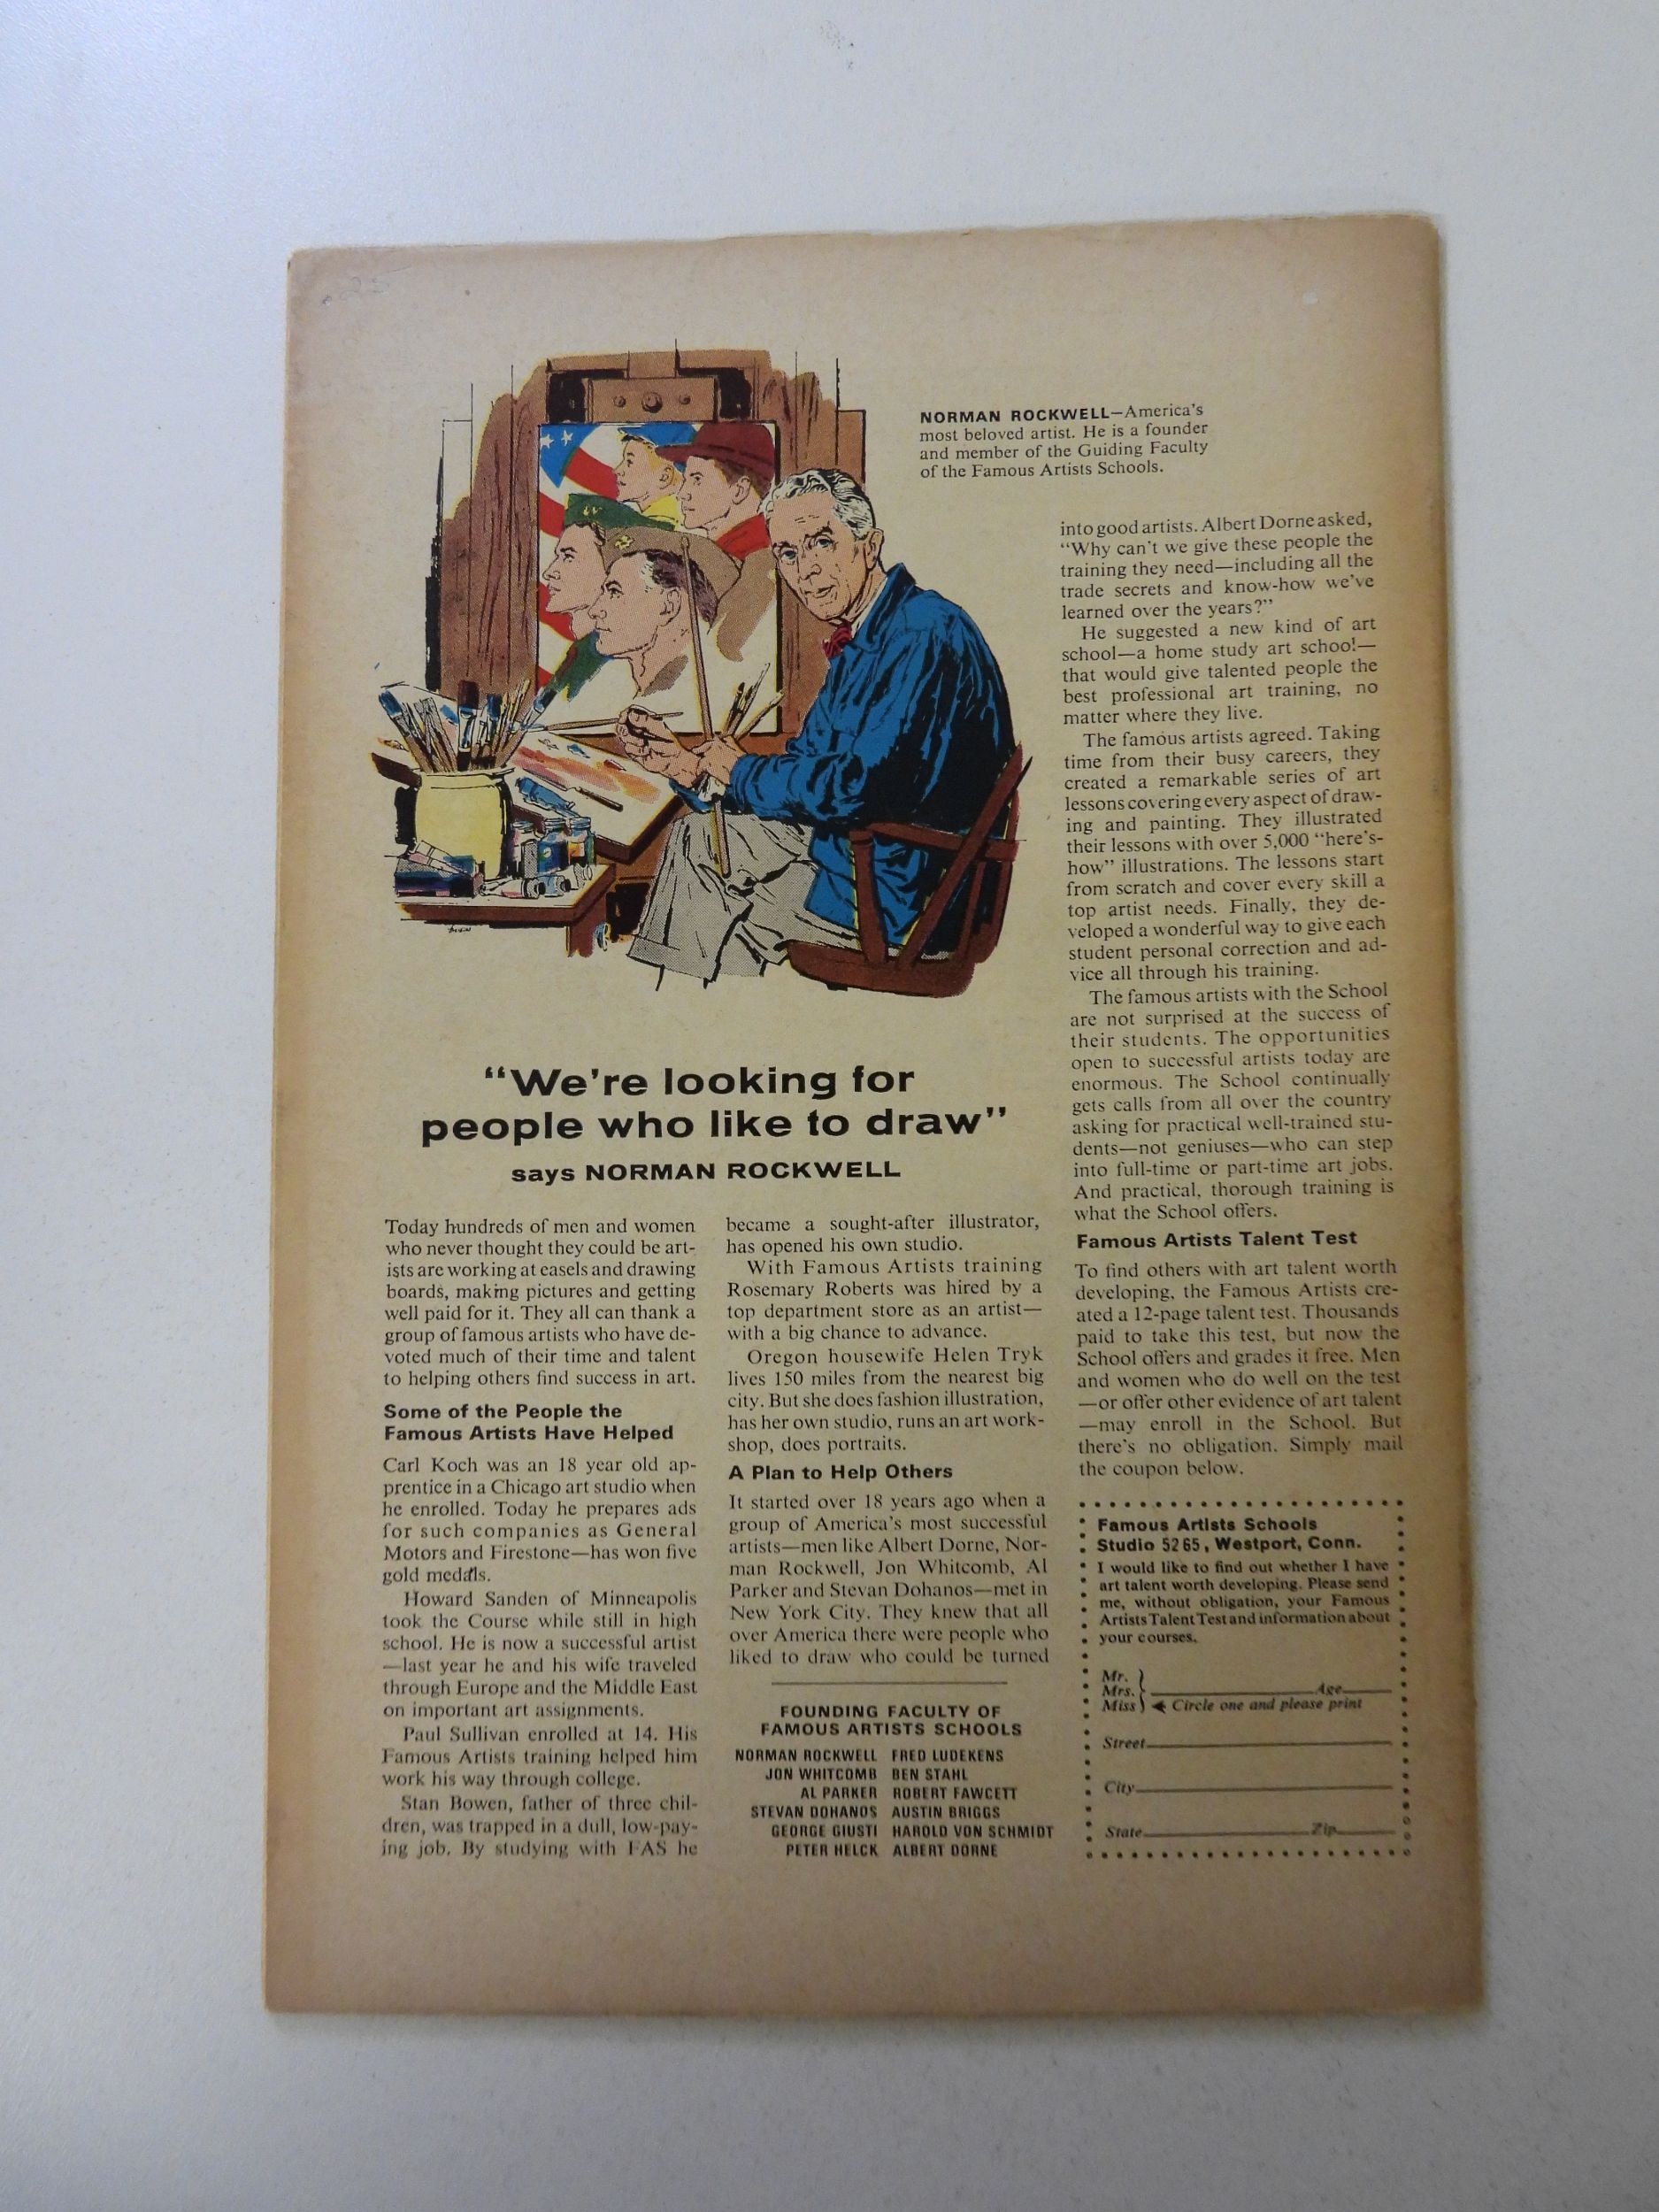 .25
NORMAN ROCKWELL—America's
most beloved artist. He is a founder
and member of the Guiding Faculty
of the Famous Artists Schools.
"We're looking for
people who like to draw"
says NORMAN ROCKWELL
Today hundreds of men and women
who never thought they could be art-
ists are working at easels and drawing
boards, making pictures and getting
well paid for it. They all can thank a
group of famous artists who have de-
voted much of their time and talent
to helping others find success in art.
Some of the People the
Famous Artists Have Helped
Carl Koch was an 18 year old ap-
prentice in a Chicago art studio when
he enrolled. Today he prepares ads
for such companies as General
Motors and Firestone—has won five
gold medals.
Howard Sanden of Minneapolis
took the Course while still in high
school. He is now a successful artist
—last year he and his wife traveled
through Europe and the Middle East
on important art assignments.
Paul Sullivan enrolled at 14. His
Famous Artists training helped him
work his way through college.
Stan Bowen, father of three chil-
dren, was trapped in a dull, low-pay-
ing job. By studying with FAS he
became a sought-after illustrator,
has opened his own studio.
With Famous Artists training
Rosemary Roberts was hired by a
top department store as an artist—
with a big chance to advance.
Oregon housewife Helen Tryk
lives 150 miles from the nearest big
city. But she does fashion illustration,
has her own studio, runs an art work-
shop, does portraits.
A Plan to Help Others
It started over 18 years ago when a
group of America's most successful
artists—men like Albert Dorne, Nor-
man Rockwell, Jon Whitcomb, Al
Parker and Stevan Dohanos—met in
New York City. They knew that all
over America there were people who
liked to draw who could be turned
FOUNDING FACULTY OF
FAMOUS ARTISTS SCHOOLS
NORMAN ROCKWELL FRED LUDEKENS
JON WHITCOMB BEN STAHL
AL PARKER ROBERT FAWCETT
STEVAN DOHANOS AUSTIN BRIGGS
GEORGE GIUSTI HAROLD VON SCHMIDT
PETER HELCK ALBERT DORNE
into good artists. Albert Dorne asked,
"Why can't we give these people the
training they need—including all the
trade secrets and know-how we've
learned over the years?"
He suggested a new kind of art
school—a home study art school—
that would give talented people the
best professional art training, no
matter where they live.
The famous artists agreed. Taking
time from their busy careers, they
created a remarkable series of art
lessons covering every aspect of draw-
ing and painting. They illustrated
their lessons with over 5,000 "here's-
how" illustrations. The lessons start
from scratch and cover every skill a
top artist needs. Finally, they de-
veloped a wonderful way to give each
student personal correction and ad-
vice all through his training.
The famous artists with the School
are not surprised at the success of
their students. The opportunities
open to successful artists today are
enormous. The School continually
gets calls from all over the country
asking for practical well-trained stu-
dents—not geniuses—who can step
into full-time or part-time art jobs.
And practical, thorough training is
what the School offers.
Famous Artists Talent Test
To find others with art talent worth
developing, the Famous Artists cre-
ated a 12-page talent test. Thousands
paid to take this test, but now the
School offers and grades it free. Men
and women who do well on the test
—or offer other evidence of art talent
—may enroll in the School. But
there's no obligation. Simply mail
the coupon below.
Famous Artists Schools
Studio 5265, Westport, Conn.
I would like to find out whether I have
art talent worth developing. Please send
me, without obligation, your Famous
Artists Talent Test and information about
your courses.
Mr.
Mrs. Age
Miss Circle one and please print
Street
City
State Zip